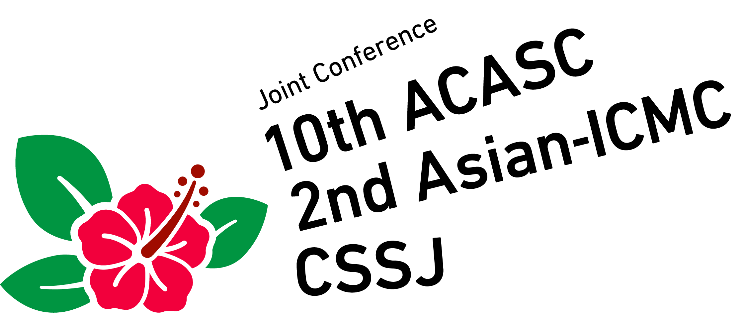 Joint Conference
10th ACASC
2nd Asian-ICMC
CSSJ